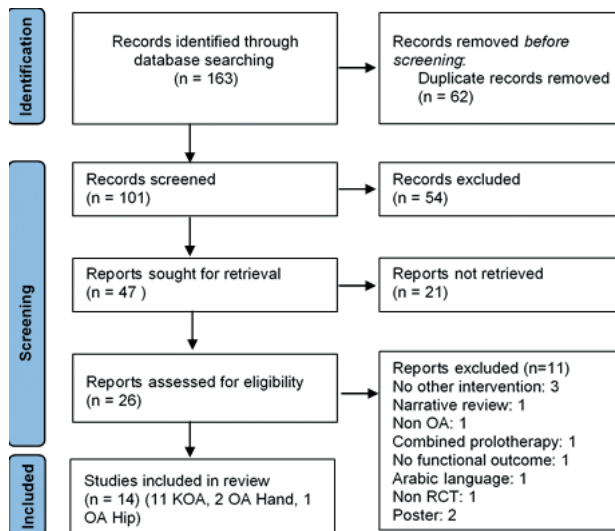 Identification
Records identified through
database searching
(n = 163)
Records removed before
screening:
Duplicate records removed
(n = 62)
Screening
Records screened
(n = 101)
Records excluded
(n = 54)
Reports sought for retrieval
(n = 47 )
Reports not retrieved
(n = 21)
Reports assessed for eligibility
(n = 26)
Reports excluded (n=11)
No other intervention: 3
Narrative review: 1
Non OA: 1
Combined prolotherapy: 1
No functional outcome: 1
Arabic language: 1
Non RCT: 1
Poster: 2
Included
Studies included in review
(n = 14) (11 KOA, 2 OA Hand, 1
OA Hip)